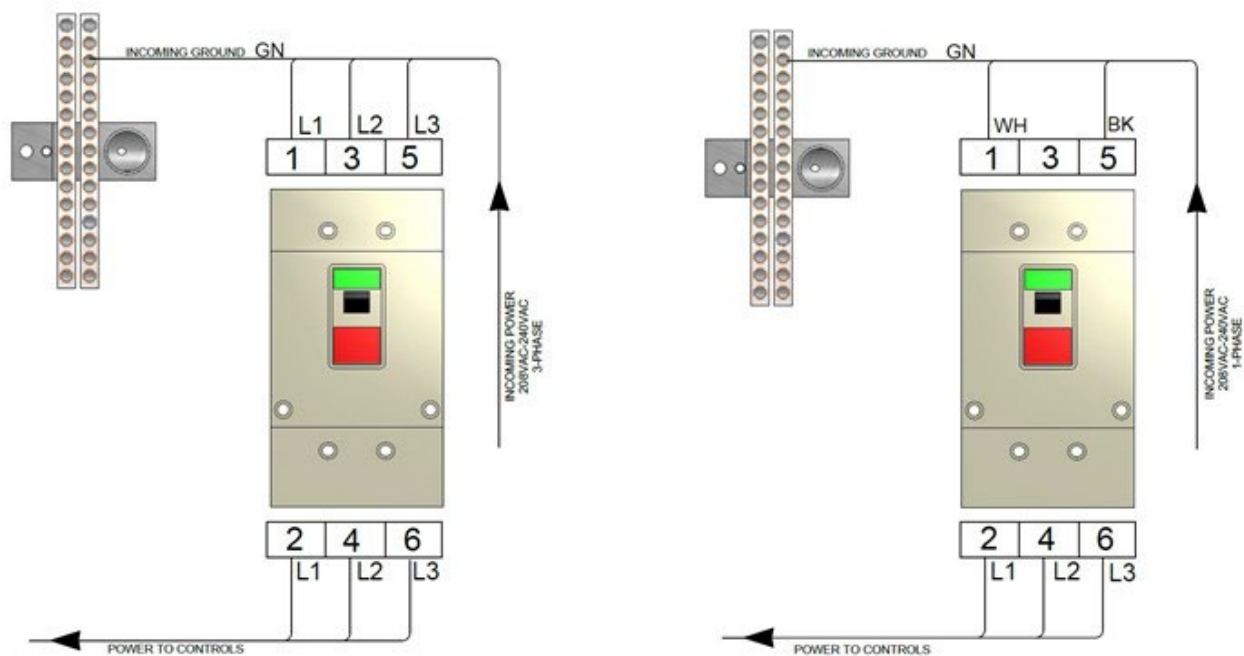 INCOMING GROUND GN
L1 L2 L3
1 3 5
INCOMING POWER
208VAC-240VAC
3-PHASE
2 4 6
L1 L2 L3
POWER TO CONTROLS
INCOMING GROUND GN
WH BK
1 3 5
INCOMING POWER
208VAC-240VAC
1-PHASE
2 4 6
L1 L2 L3
POWER TO CONTROLS